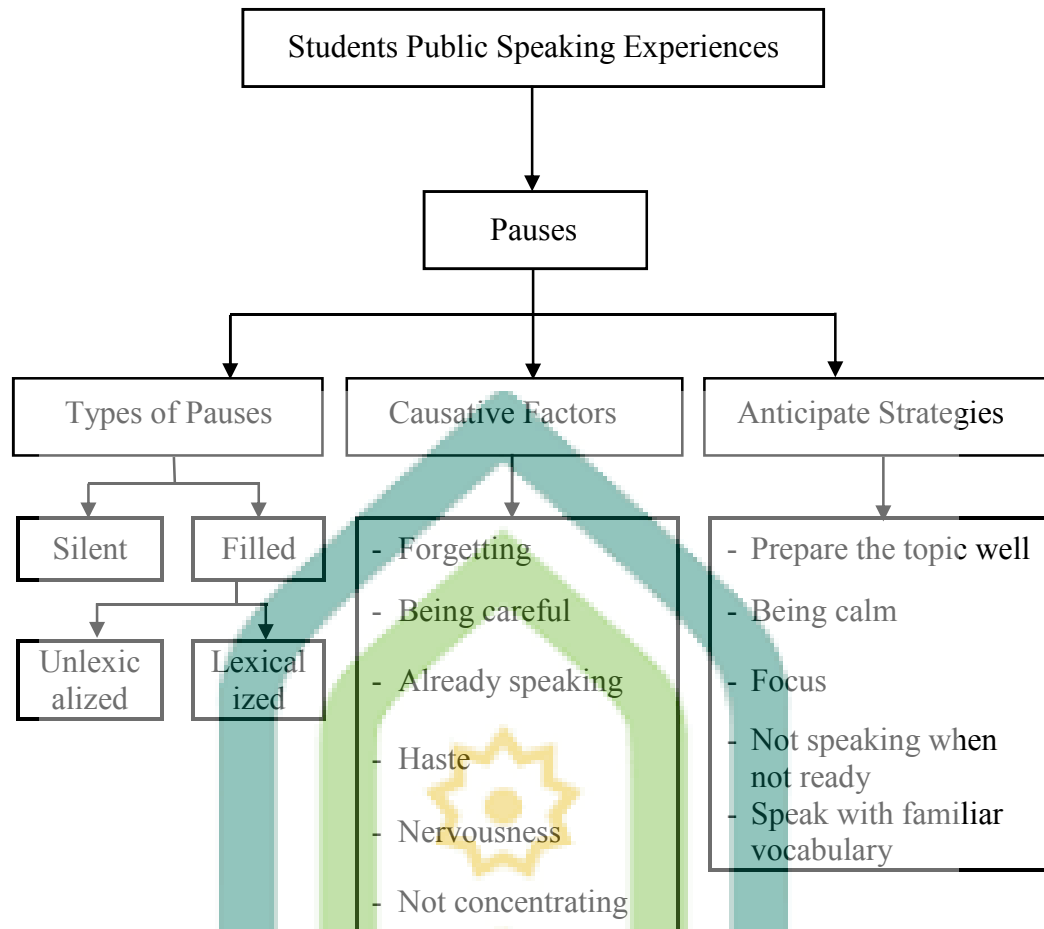 Students Public Speaking Experiences
Pauses
Types of Pauses
Causative Factors
Anticipate Strategies
Silent
Filled
Unlexic
alized
Lexical
ized
- Forgetting
- Being careful
- Already speaking
- Haste
- Nervousness
- Not concentrating
- Prepare the topic well
- Being calm
- Focus
- Not speaking when
not ready
- Speak with familiar
vocabulary